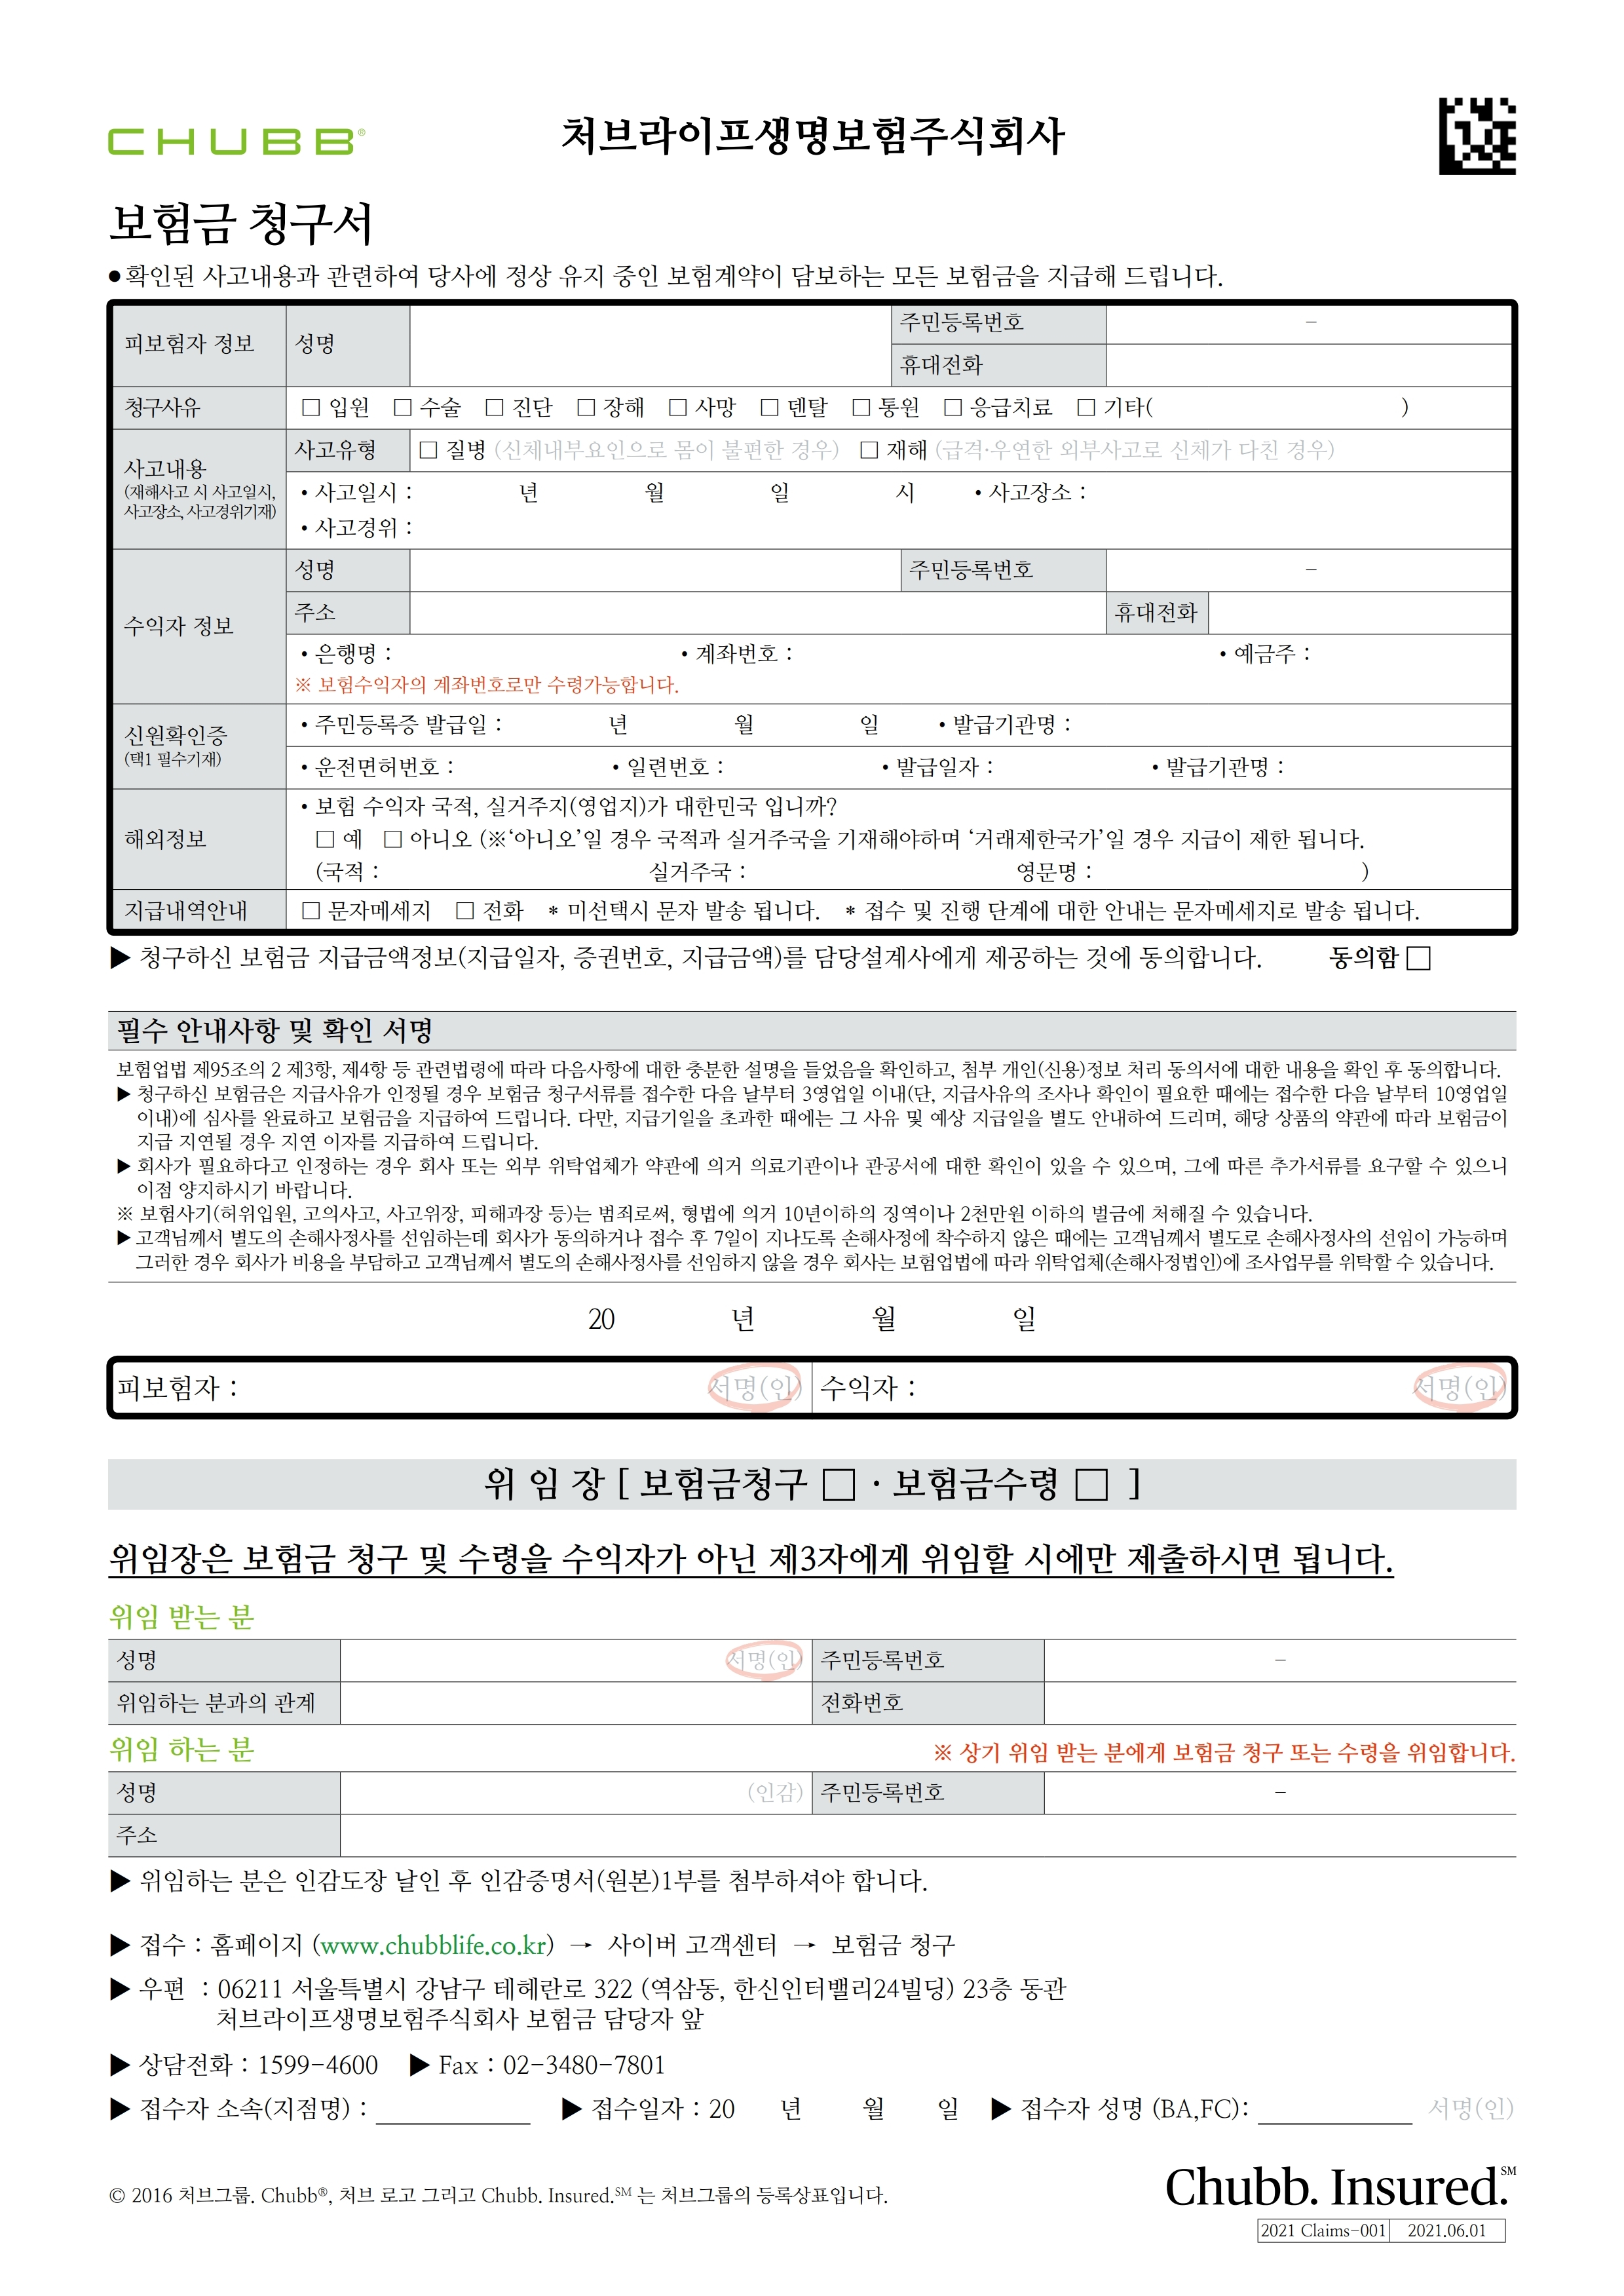 CHUBB®
처브라이프생명보험주식회사
보험금 청구서
●확인된 사고내용과 관련하여 당사에 정상 유지 중인 보험계약이 담보하는 모든 보험금을 지급해 드립니다.
피보험자 정보 성명 주민등록번호 –
휴대전화
청구사유 □ 입원 □ 수술 □ 진단 □ 장해 □ 사망 □ 덴탈 □ 통원 □ 응급치료 □ 기타( )
사고내용
(재해사고 시 사고일시,
사고장소, 사고경위기재)
사고유형 □ 질병 (신체내부요인으로 몸이 불편한 경우) □ 재해 (급격·우연한 외부사고로 신체가 다친 경우)
• 사고일시 : 년 월 일 시 • 사고장소 :
• 사고경위 :
수익자 정보 성명 주민등록번호 –
주소 휴대전화
• 은행명 : • 계좌번호 : • 예금주 :
※ 보험수익자의 계좌번호로만 수령가능합니다.
신원확인증
(택1 필수기재)
• 주민등록증 발급일 : 년 월 일 • 발급기관명 :
• 운전면허번호 : • 일련번호 : • 발급일자 : • 발급기관명 :
해외정보
• 보험 수익자 국적, 실거주지(영업지)가 대한민국 입니까?
□ 예 □ 아니오 (※‘아니오’일 경우 국적과 실거주국을 기재해야하며 ‘거래제한국가’일 경우 지급이 제한 됩니다.
(국적 : 실거주국 : 영문명 : )
지급내역안내 □ 문자메세지 □ 전화 * 미선택시 문자 발송 됩니다. * 접수 및 진행 단계에 대한 안내는 문자메세지로 발송 됩니다.
▶ 청구하신 보험금 지급금액정보(지급일자, 증권번호, 지급금액)를 담당설계사에게 제공하는 것에 동의합니다. 동의함 □
필수 안내사항 및 확인 서명
보험업법 제95조의 2 제3항, 제4항 등 관련법령에 따라 다음사항에 대한 충분한 설명을 들었음을 확인하고, 첨부 개인(신용)정보 처리 동의서에 대한 내용을 확인 후 동의합니다.
▶ 청구하신 보험금은 지급사유가 인정될 경우 보험금 청구서류를 접수한 다음 날부터 3영업일 이내(단, 지급사유의 조사나 확인이 필요한 때에는 접수한 다음 날부터 10영업일
이내)에 심사를 완료하고 보험금을 지급하여 드립니다. 다만, 지급기일을 초과한 때에는 그 사유 및 예상 지급일을 별도 안내하여 드리며, 해당 상품의 약관에 따라 보험금이
지급 지연될 경우 지연 이자를 지급하여 드립니다.
▶ 회사가 필요하다고 인정하는 경우 회사 또는 외부 위탁업체가 약관에 의거 의료기관이나 관공서에 대한 확인이 있을 수 있으며, 그에 따른 추가서류를 요구할 수 있으니
이점 양지하시기 바랍니다.
※ 보험사기(허위입원, 고의사고, 사고위장, 피해과장 등)는 범죄로써, 형법에 의거 10년이하의 징역이나 2천만원 이하의 벌금에 처해질 수 있습니다.
▶ 고객님께서 별도의 손해사정사를 선임하는데 회사가 동의하거나 접수 후 7일이 지나도록 손해사정에 착수하지 않은 때에는 고객님께서 별도로 손해사정사의 선임이 가능하며
그러한 경우 회사가 비용을 부담하고 고객님께서 별도의 손해사정사를 선임하지 않을 경우 회사는 보험업법에 따라 위탁업체(손해사정법인)에 조사업무를 위탁할 수 있습니다.
20 년 월 일
피보험자 : 서명(인) 수익자 : 서명(인)
위 임 장 [ 보험금청구 □ · 보험금수령 □ ]
위임장은 보험금 청구 및 수령을 수익자가 아닌 제3자에게 위임할 시에만 제출하시면 됩니다.
위임 받는 분
성명 서명(인) 주민등록번호 –
위임하는 분과의 관계 전화번호
위임 하는 분 ※ 상기 위임 받는 분에게 보험금 청구 또는 수령을 위임합니다.
성명 (인감) 주민등록번호 –
주소
▶ 위임하는 분은 인감도장 날인 후 인감증명서(원본)1부를 첨부하셔야 합니다.
▶ 접수 : 홈페이지 (www.chubblife.co.kr) → 사이버 고객센터 → 보험금 청구
▶ 우편 : 06211 서울특별시 강남구 테헤란로 322 (역삼동, 한신인터밸리24빌딩) 23층 동관
처브라이프생명보험주식회사 보험금 담당자 앞
▶ 상담전화 : 1599-4600 ▶ Fax : 02-3480-7801
▶ 접수자 소속(지점명) : ▶ 접수일자 : 20 년 월 일 ▶ 접수자 성명 (BA,FC): 서명(인)
© 2016 처브그룹. Chubb®, 처브 로고 그리고 Chubb. Insured.℠ 는 처브그룹의 등록상표입니다.
Chubb. Insured.℠
2021 Claims-001 2021.06.01